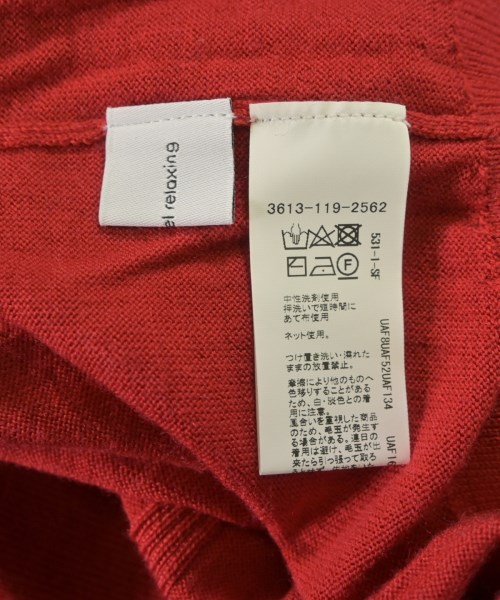 el relaxing
3613-119-2562
531-1-SF
F
中性洗剤使用
押洗いで短時間に
あて布使用
ネット使用。
つけ置き洗い・濡れた
ままの放置禁止。
摩擦により他のものへ
色移りすることがある
ため、白・淡色との着
用に注意。
風合いを重視した商品
のため、毛玉が発生す
る場合がある。連日の
着用は避け、毛玉が出
来たら引っ張って取ろ
UAF8UAF52UAF134